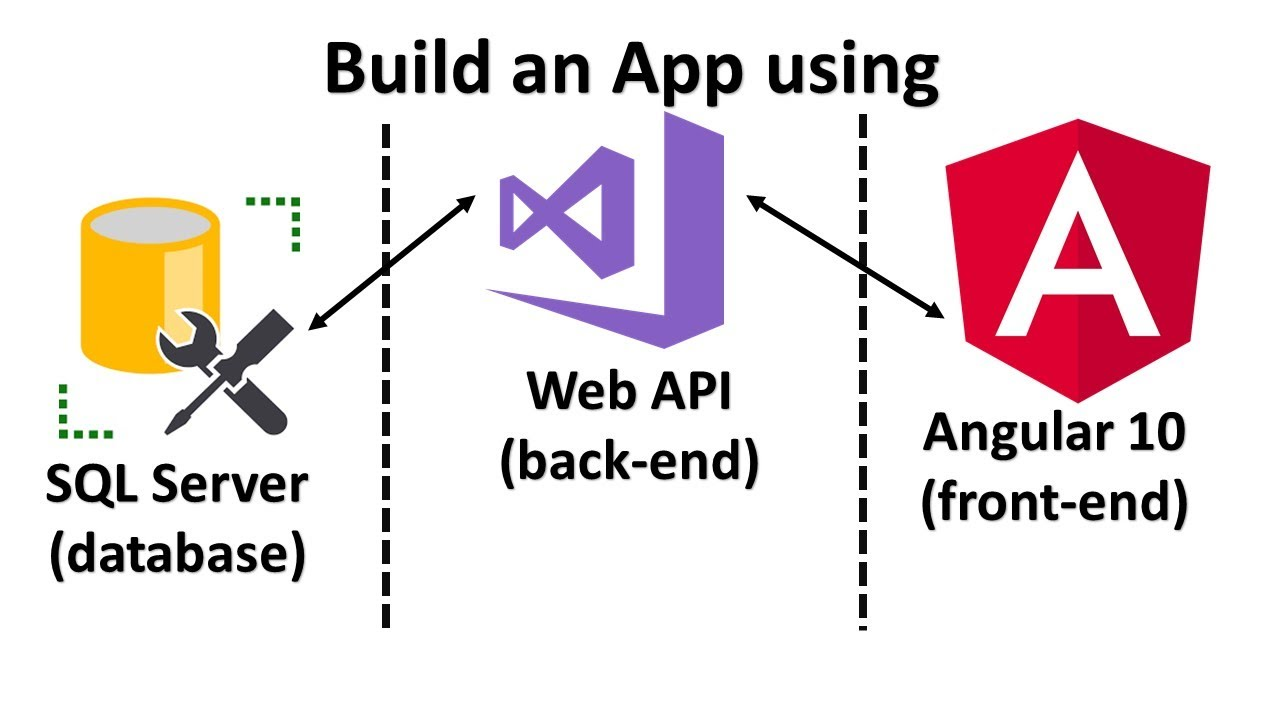 Build an App using
Web API
(back-end)
Angular 10
(front-end)
SQL Server
(database)